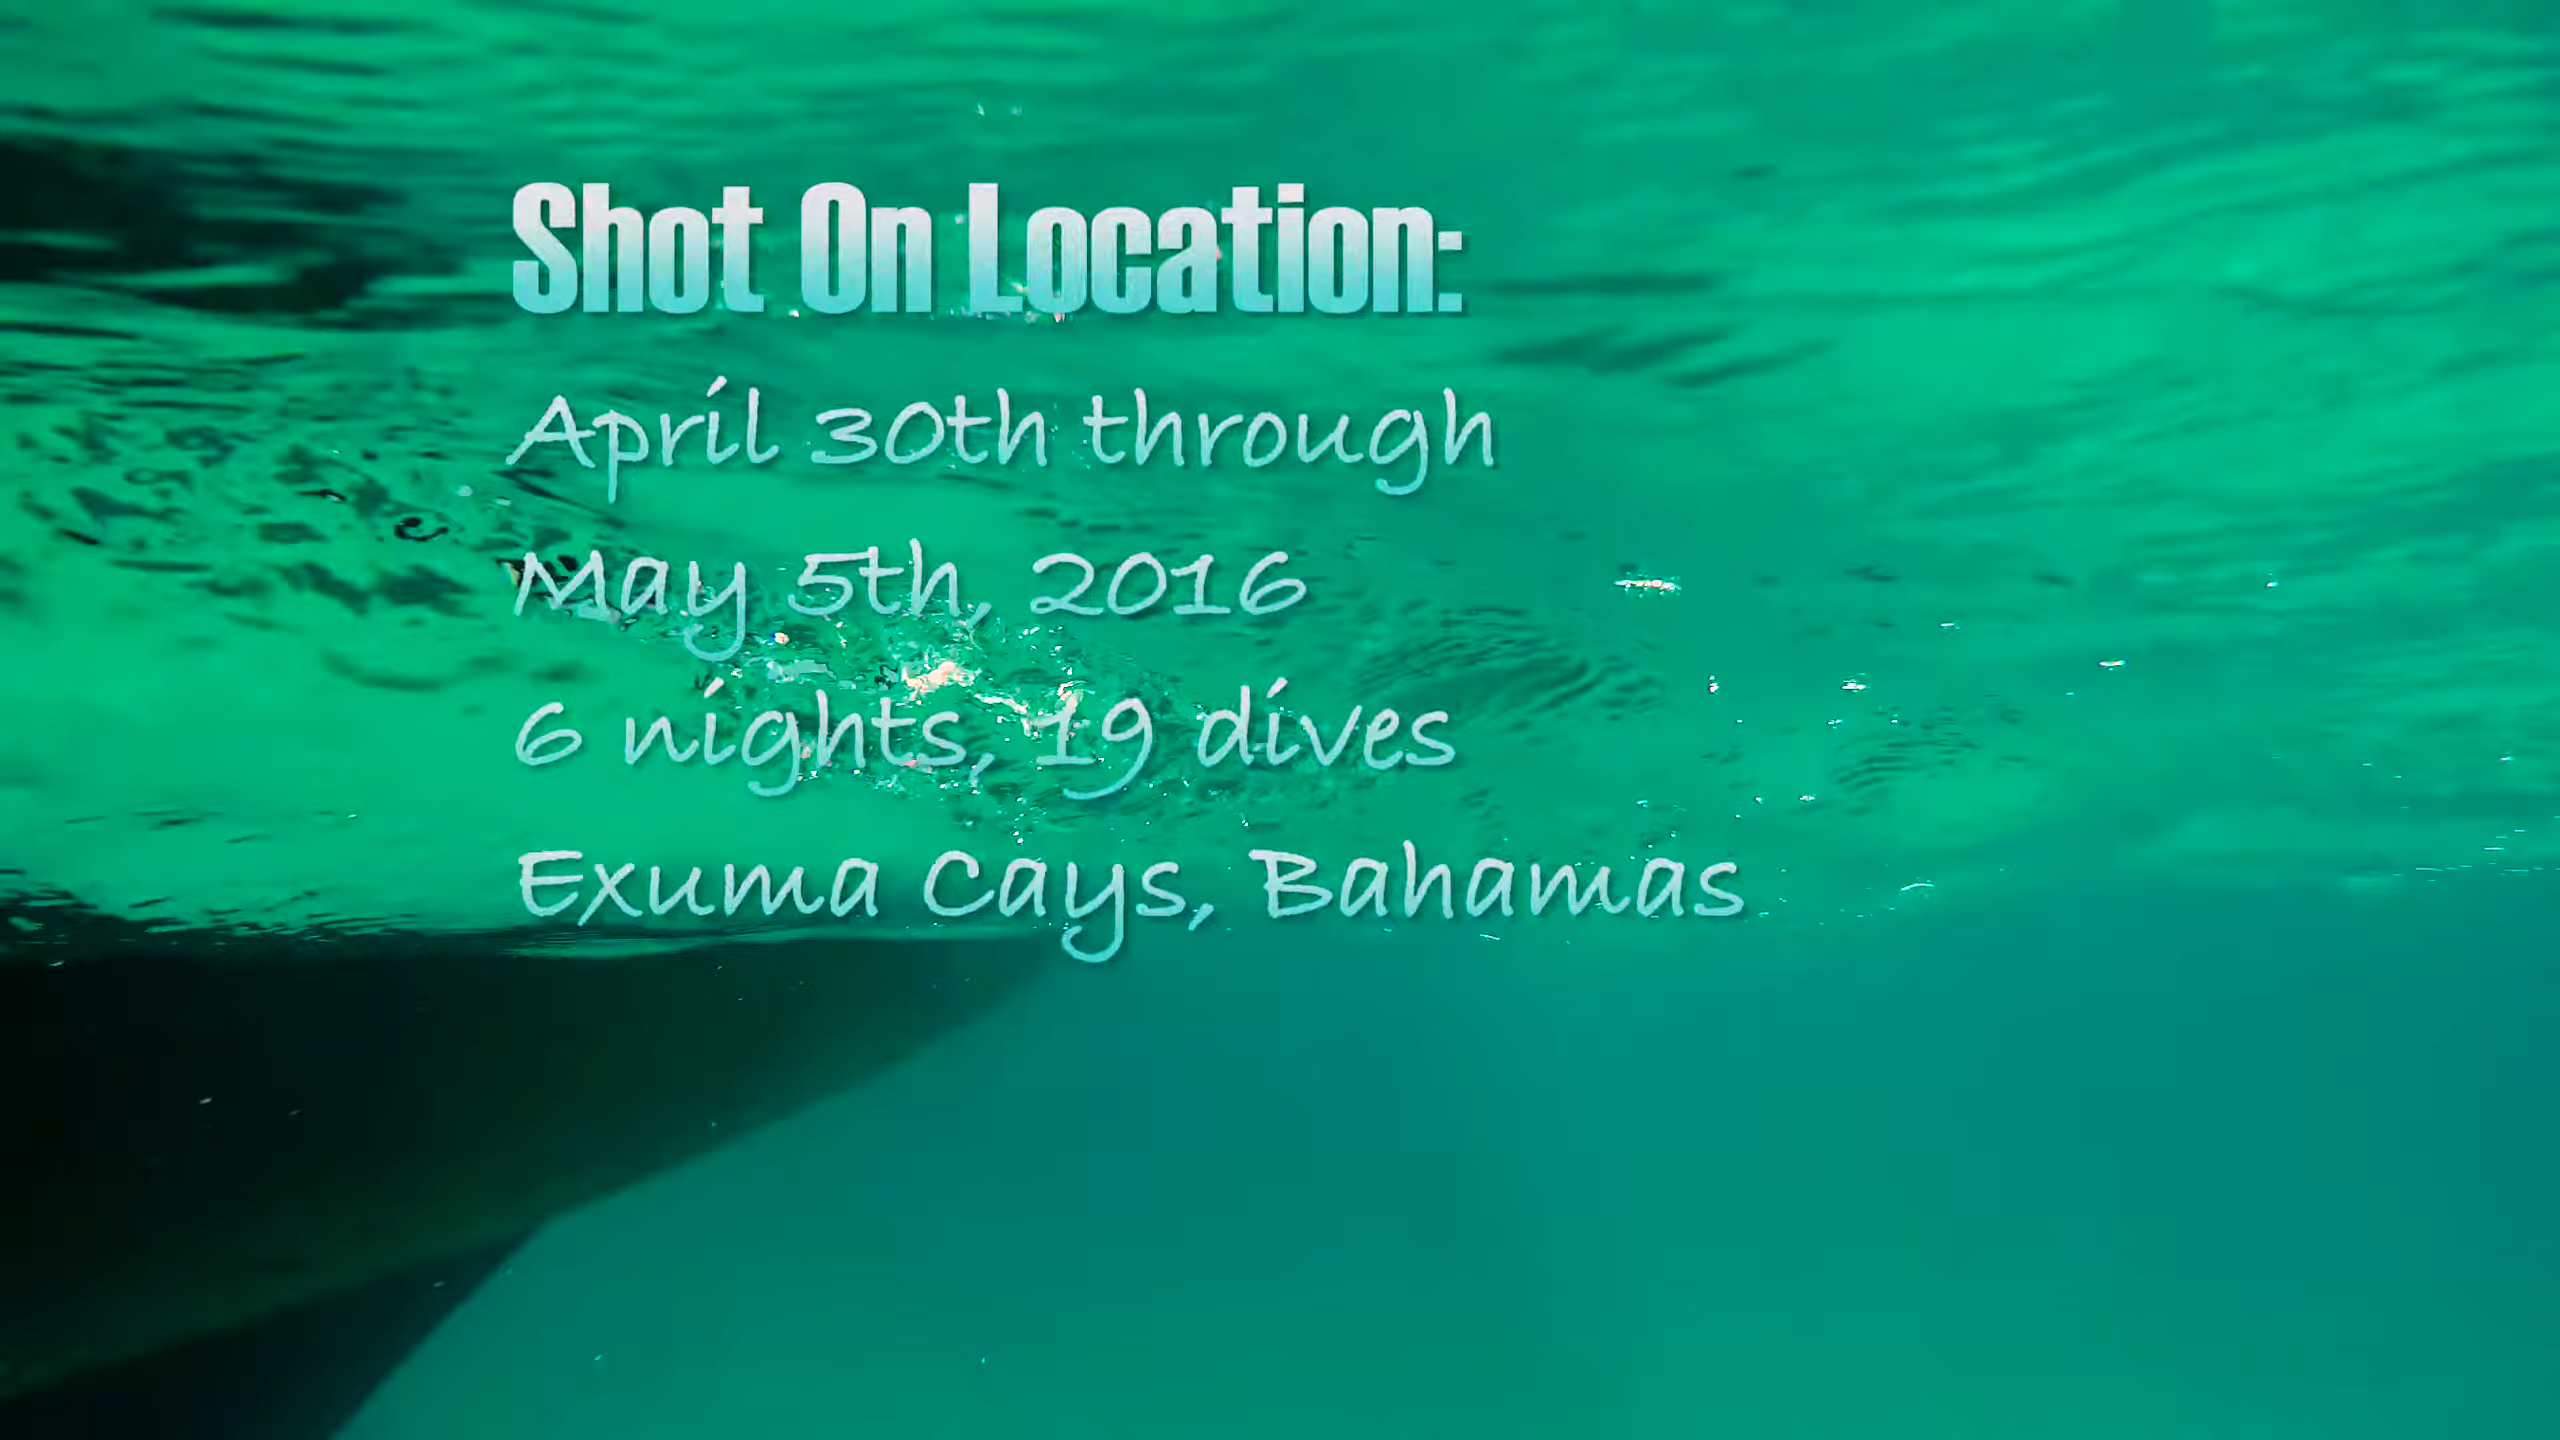 Shot On Location:
April 30th through
May 5th, 2016
6 nights, 19 dives
Exuma Cays, Bahamas